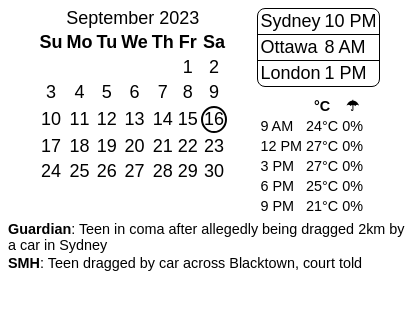 September 2023
Su Mo Tu We Th Fr Sa
1 2
3 4 5 6 7 8 9
10 11 12 13 14 15 16
17 18 19 20 21 22 23
24 25 26 27 28 29 30
Sydney 10 PM
Ottawa 8 AM
London 1 PM
°C ☂
9 AM 24°C 0%
12 PM 27°C 0%
3 PM 27°C 0%
6 PM 25°C 0%
9 PM 21°C 0%
Guardian: Teen in coma after allegedly being dragged 2km by
a car in Sydney
SMH: Teen dragged by car across Blacktown, court told